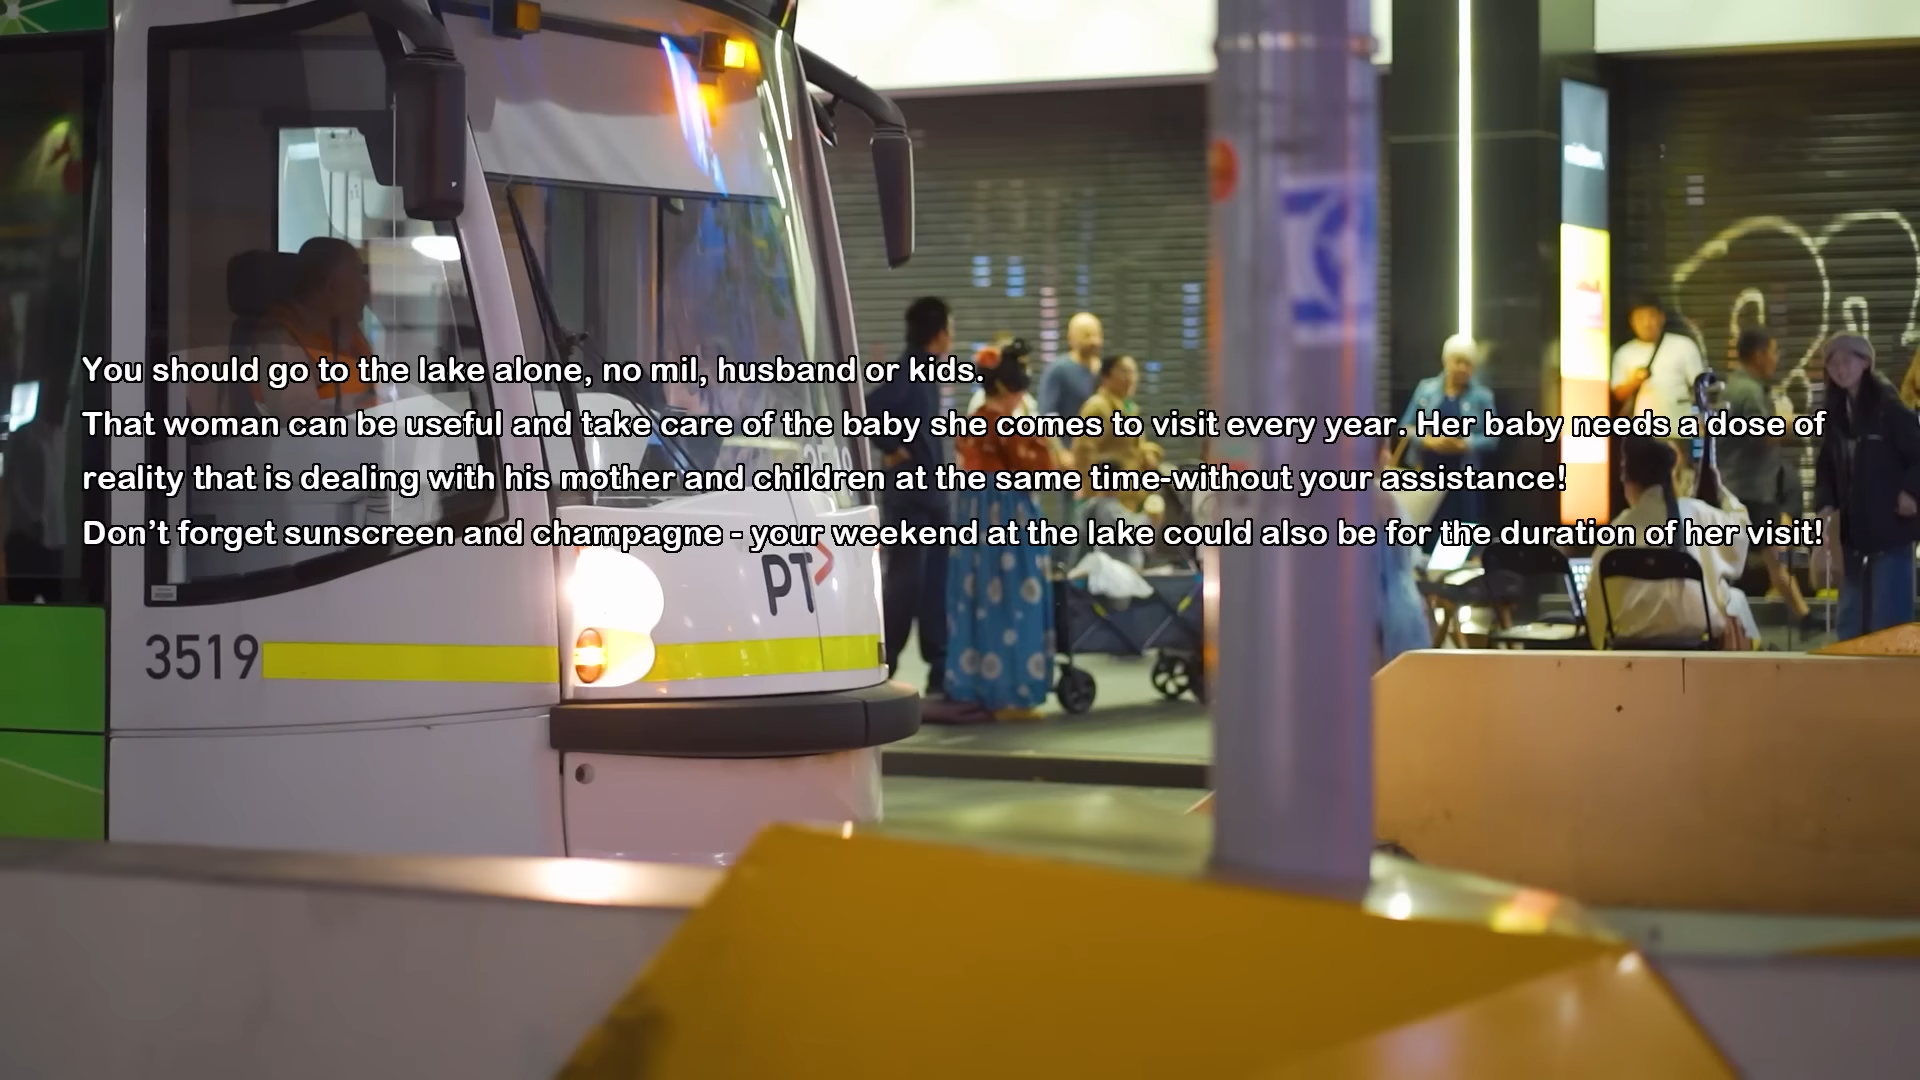 You should go to the lake alone, no mil, husband or kids.
That woman can be useful and take care of the baby she comes to visit every year. Her baby needs a dose of
reality that is dealing with his mother and children at the same time-without your assistance!
Don’t forget sunscreen and champagne - your weekend at the lake could also be for the duration of her visit!
PT>
3519